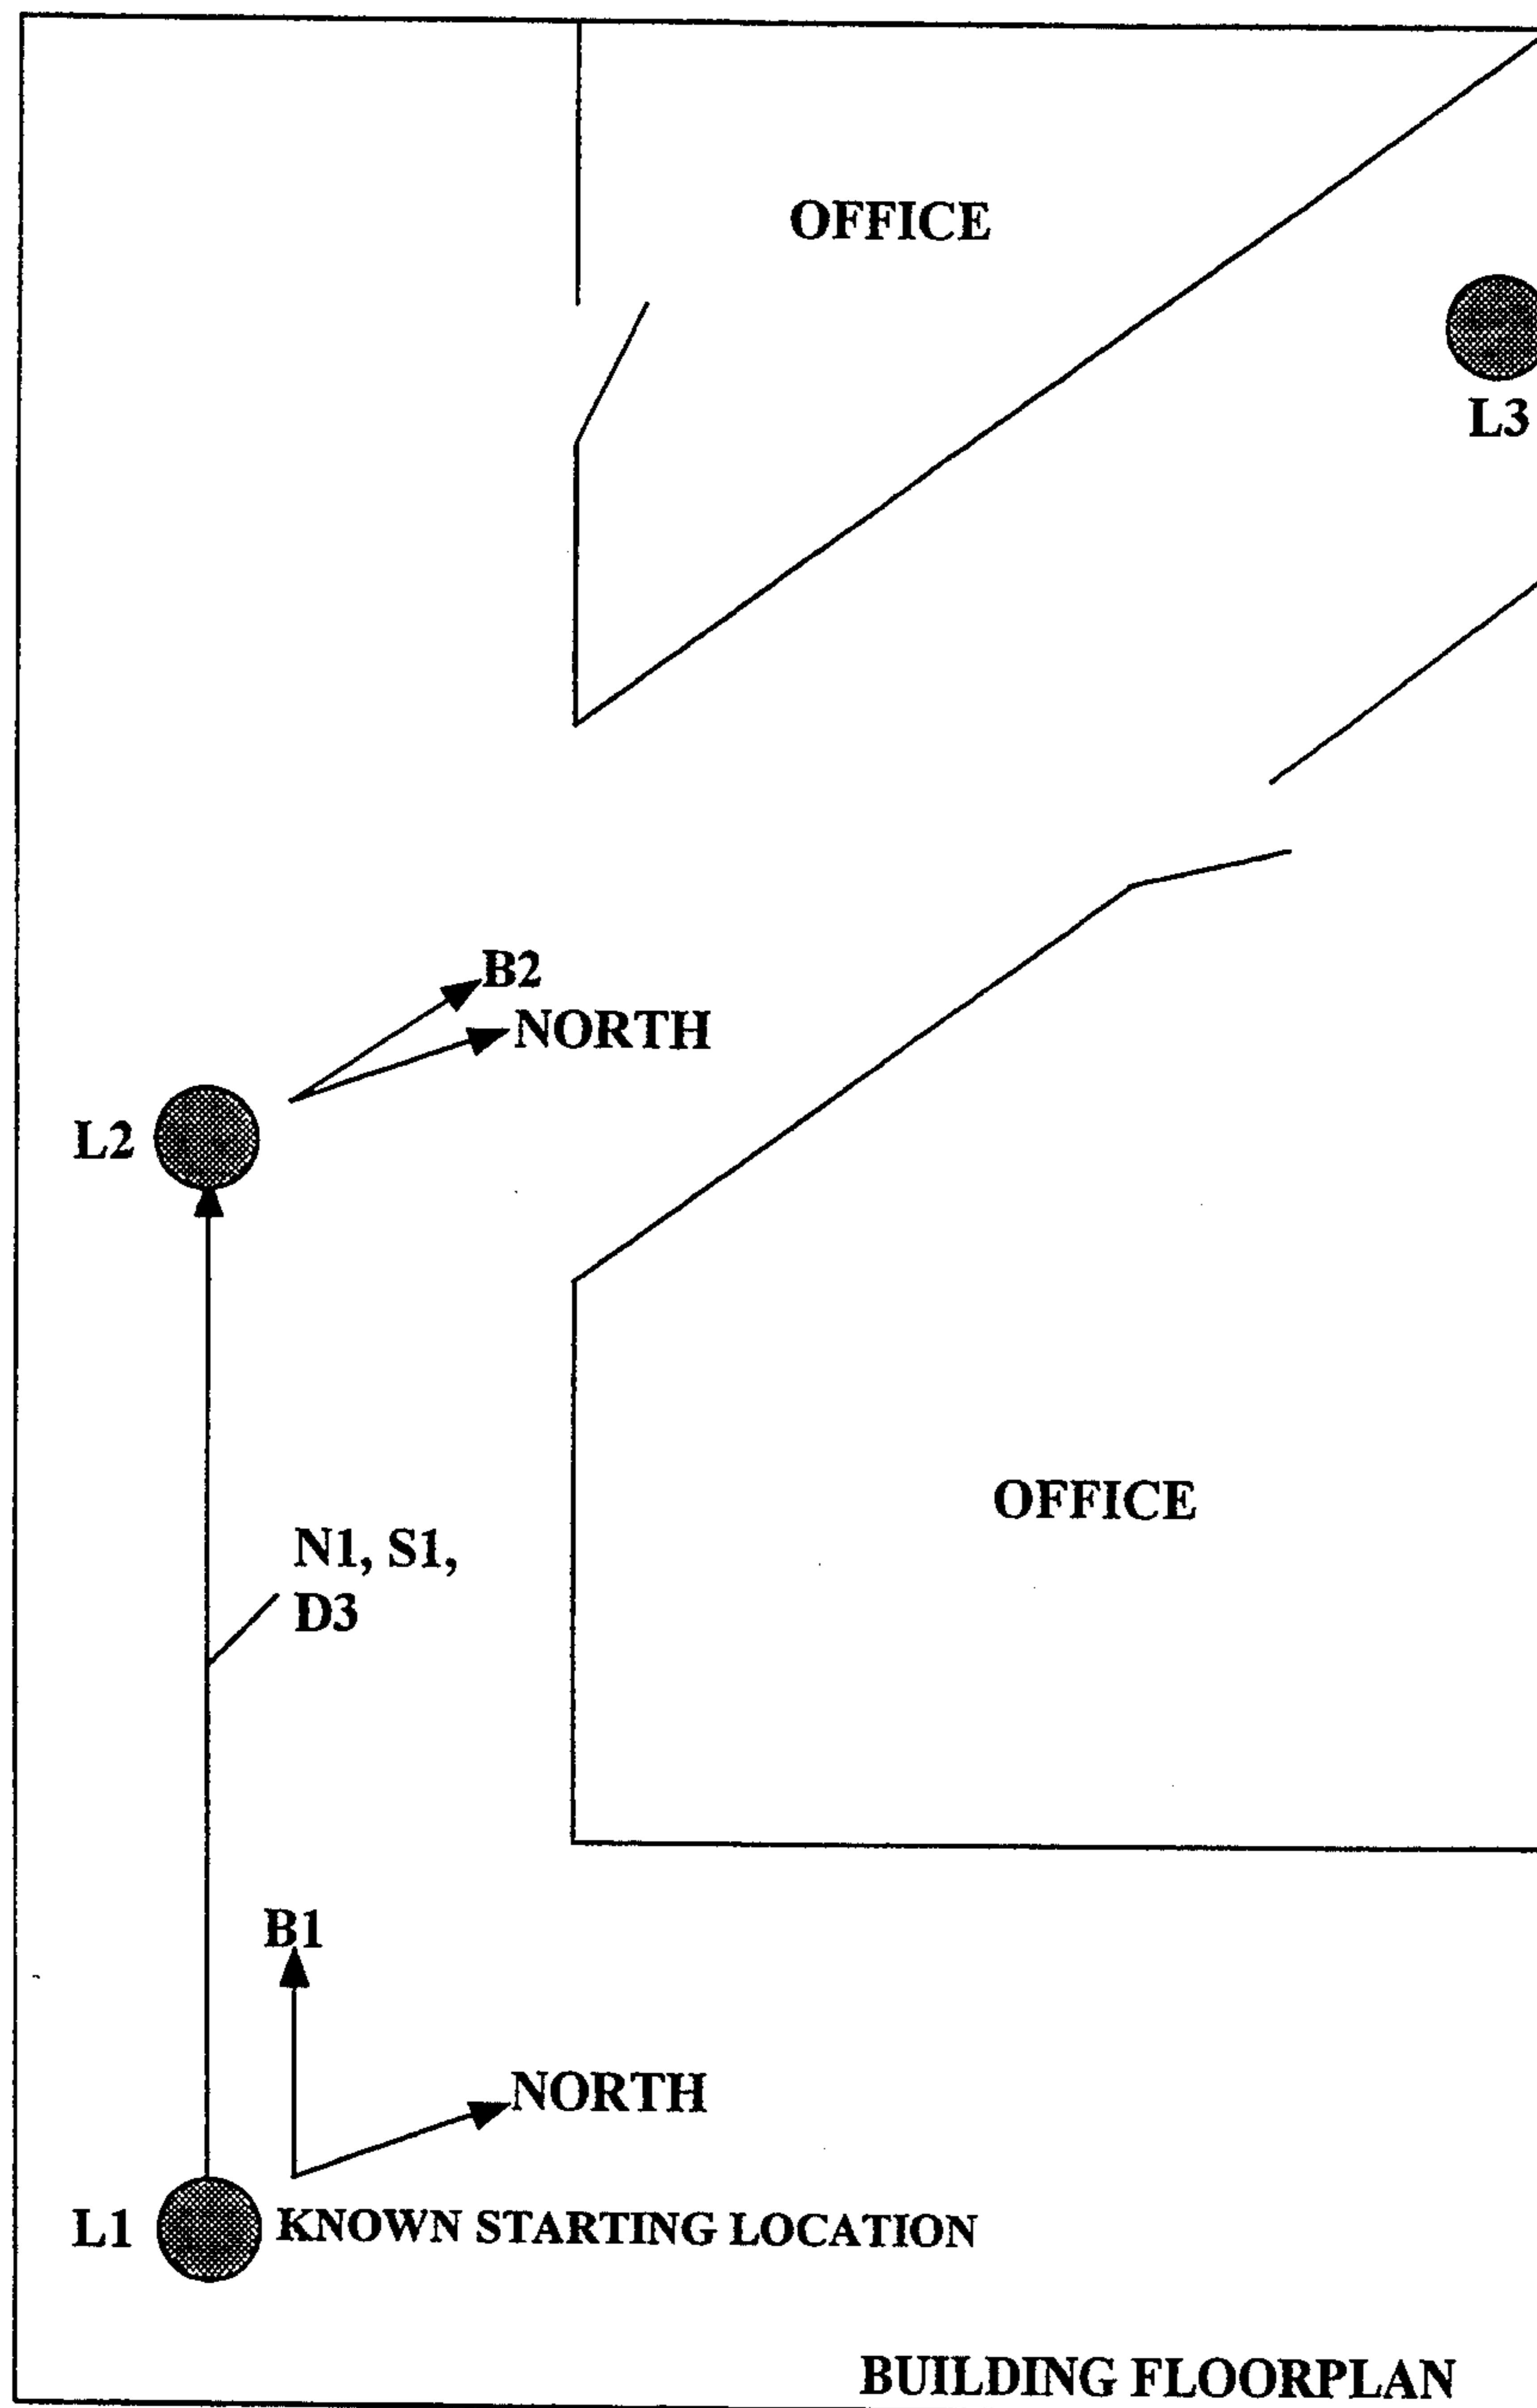 OFFICE
L3
B2
NORTH
L2
N1, S1,
D3
OFFICE
B1
NORTH
L1
KNOWN STARTING LOCATION
BUILDING FLOORPLAN